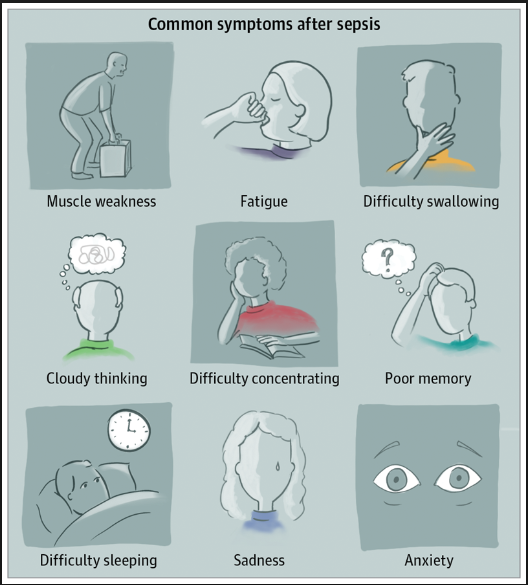 Common symptoms after sepsis
Muscle weakness
Fatigue
Difficulty swallowing
?
Cloudy thinking
Difficulty concentrating
Poor memory
Difficulty sleeping
Sadness
Anxiety